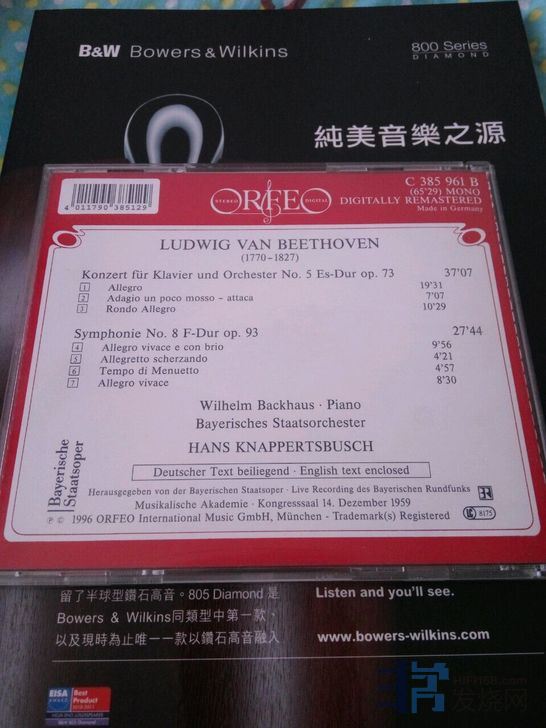 B&W Bowers & Wilkins
800 Series
DIAMOND
純美音樂之源
4 011790 385129
STEREO ORFEO DIGITAL
C 385 961 B
(65'29) MONO
DIGITALLY REMASTERED
Made in Germany
LUDWIG VAN BEETHOVEN
(1770-1827)
Konzert für Klavier und Orchester No. 5 Es-Dur op. 73 37'07
1 Allegro 19'31
2 Adagio un poco mosso - attaca 7'07
3 Rondo Allegro 10'29
Symphonie No. 8 F-Dur op. 93 27'44
4 Allegro vivace e con brio 9'56
5 Allegretto scherzando 4'21
6 Tempo di Menuetto 4'57
7 Allegro vivace 8'30
Wilhelm Backhaus · Piano
Bayerisches Staatsorchester
HANS KNAPPERTSBUSCH
Deutscher Text beiliegend · English text enclosed
Bayerische
Staatsoper
Herausgegeben von der Bayerischen Staatsoper · Live Recording des Bayerischen Rundfunks
Musikalische Akademie · Kongresssaal 14. Dezember 1959
℗ © 1996 ORFEO International Music GmbH, München - Trademark(s) Registered
LC 8175
留了半球型鑽石高音。805 Diamond 是
Bowers & Wilkins同類型中第一款、
以及現時為止唯一一款以鑽石高音融入
Listen and you'll see.
www.bowers-wilkins.com
EISA
AWARD
Best
Product
HIFI168.com
发烧